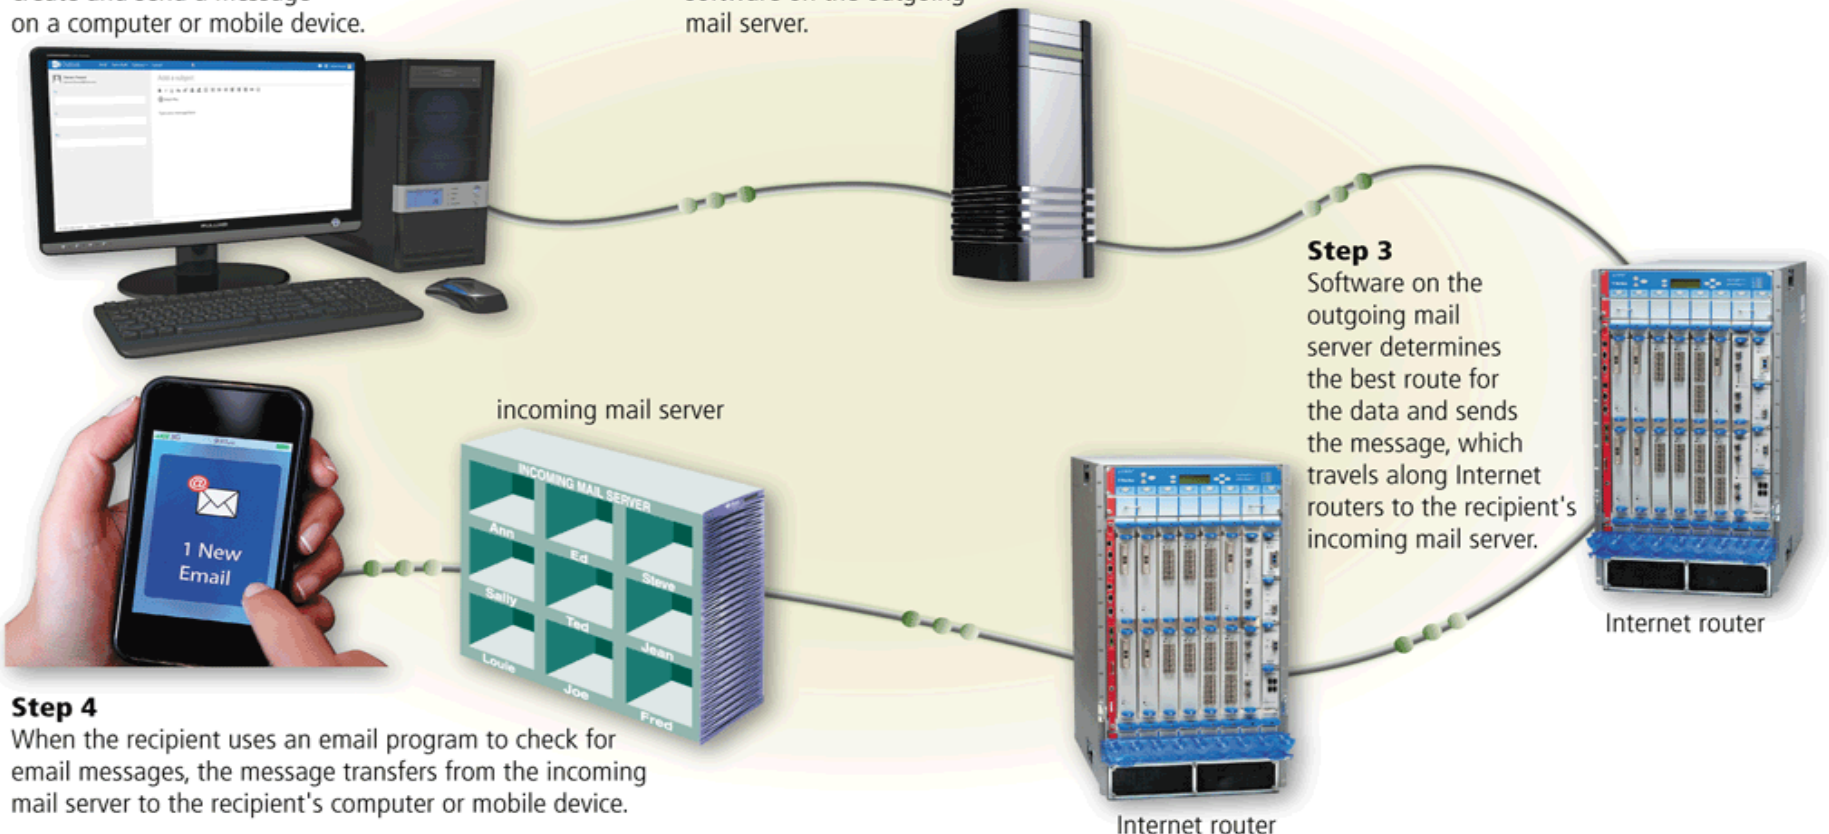 on a computer or mobile device.
mail server.
Step 3
Software on the
outgoing mail
server determines
the best route for
the data and sends
the message, which
travels along Internet
routers to the recipient's
incoming mail server.
Internet router
incoming mail server
INCOMING MAIL SERVER
Ann
Ed
Steve
Sally
Ted
Jean
Louie
Joe
Fred
1 New
Email
Step 4
When the recipient uses an email program to check for
email messages, the message transfers from the incoming
mail server to the recipient's computer or mobile device.
Internet router